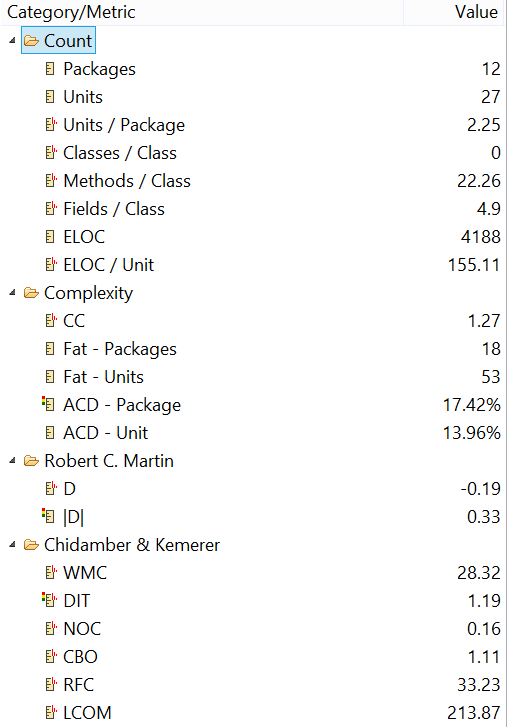 Category/Metric Value
Count
Packages 12
Units 27
Units / Package 2.25
Classes / Class 0
Methods / Class 22.26
Fields / Class 4.9
ELOC 4188
ELOC / Unit 155.11
Complexity
CC 1.27
Fat - Packages 18
Fat - Units 53
ACD - Package 17.42%
ACD - Unit 13.96%
Robert C. Martin
D -0.19
|D| 0.33
Chidamber & Kemerer
WMC 28.32
DIT 1.19
NOC 0.16
CBO 1.11
RFC 33.23
LCOM 213.87